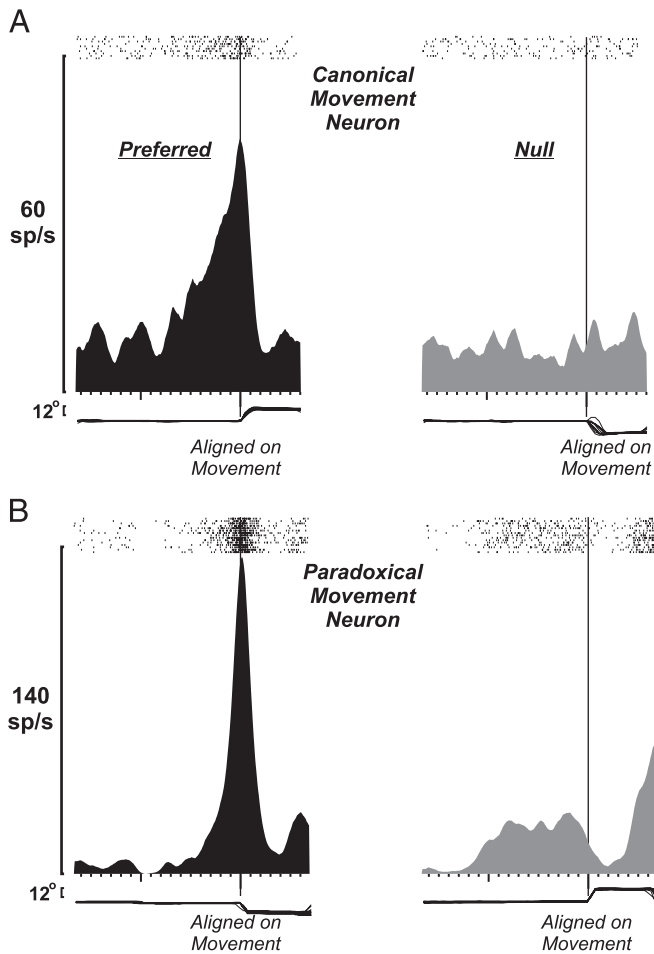 A
Canonical
Movement
Neuron
Preferred
Null
60
sp/s
12°
Aligned on
Movement
Aligned on
Movement
B
Paradoxical
Movement
Neuron
140
sp/s
12°
Aligned on
Movement
Aligned on
Movement